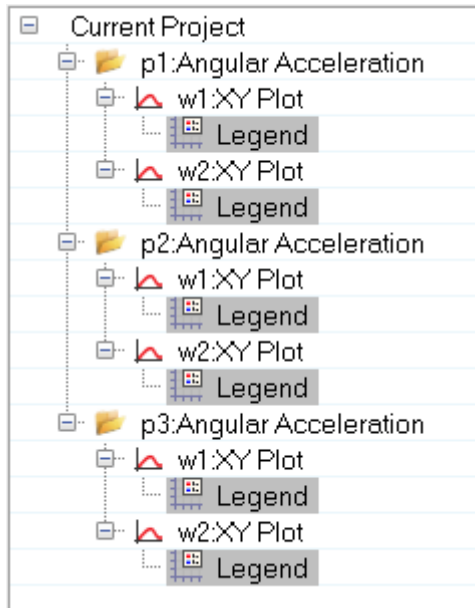 Current Project
p1:Angular Acceleration
w1:XY Plot
Legend
w2:XY Plot
Legend
p2:Angular Acceleration
w1:XY Plot
Legend
w2:XY Plot
Legend
p3:Angular Acceleration
w1:XY Plot
Legend
w2:XY Plot
Legend